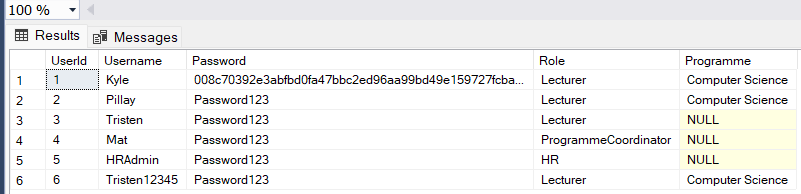 100 %
Results Messages
UserId Username Password Role Programme
1 1 Kyle 008c70392e3abfbd0fa47bbc2ed96aa99bd49e159727fcba... Lecturer Computer Science
2 2 Pillay Password123 Lecturer Computer Science
3 3 Tristen Password123 Lecturer NULL
4 4 Mat Password123 ProgrammeCoordinator NULL
5 5 HRAdmin Password123 HR NULL
6 6 Tristen12345 Password123 Lecturer Computer Science